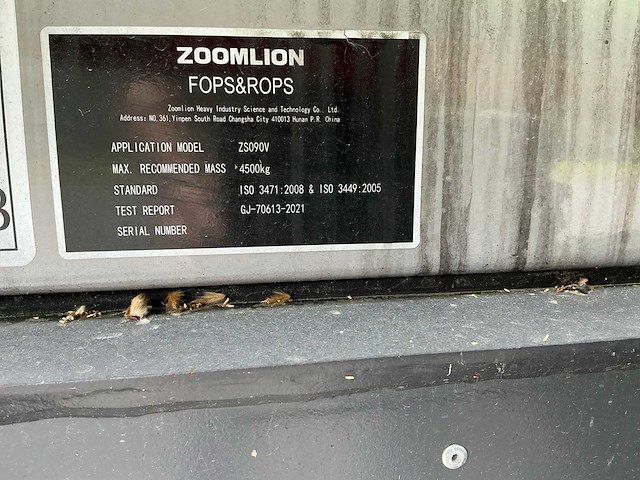 ZOOMLION
FOPS&ROPS
Zoomlion Heavy Industry Science and Technology Co., Ltd.
Address: NO.361, Yinpen South Road Changsha City 410013 Hunan P.R. China
APPLICATION MODEL ZS090V
MAX. RECOMMENDED MASS 4500kg
STANDARD ISO 3471:2008 & ISO 3449:2005
TEST REPORT GJ-70613-2021
SERIAL NUMBER